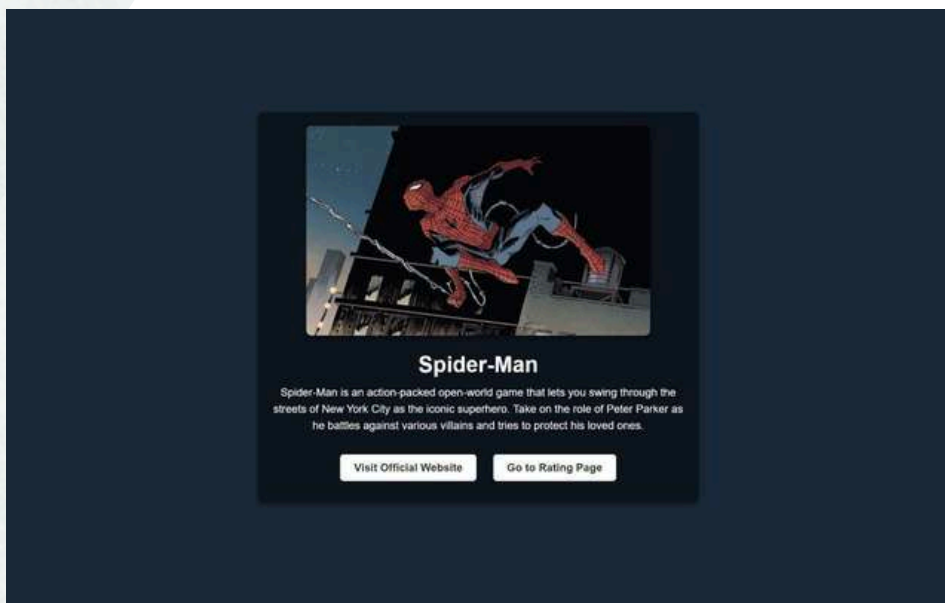 Spider-Man
Spider-Man is an action-packed open-world game that lets you swing through the
streets of New York City as the iconic superhero. Take on the role of Peter Parker as
he battles against various villains and tries to protect his loved ones.
Visit Official Website Go to Rating Page